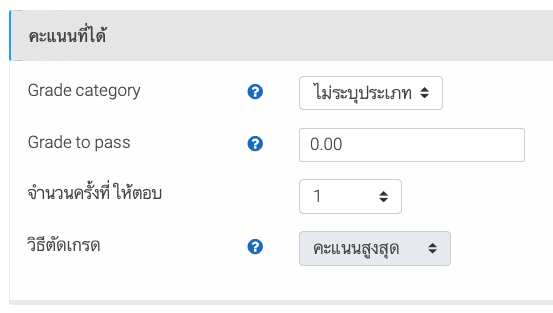 คะแนนที่ได้
Grade category ไม่ระบุประเภท
Grade to pass 0.00
จำนวนครั้งที่ ให้ตอบ 1
วิธีตัดเกรด คะแนนสูงสุด